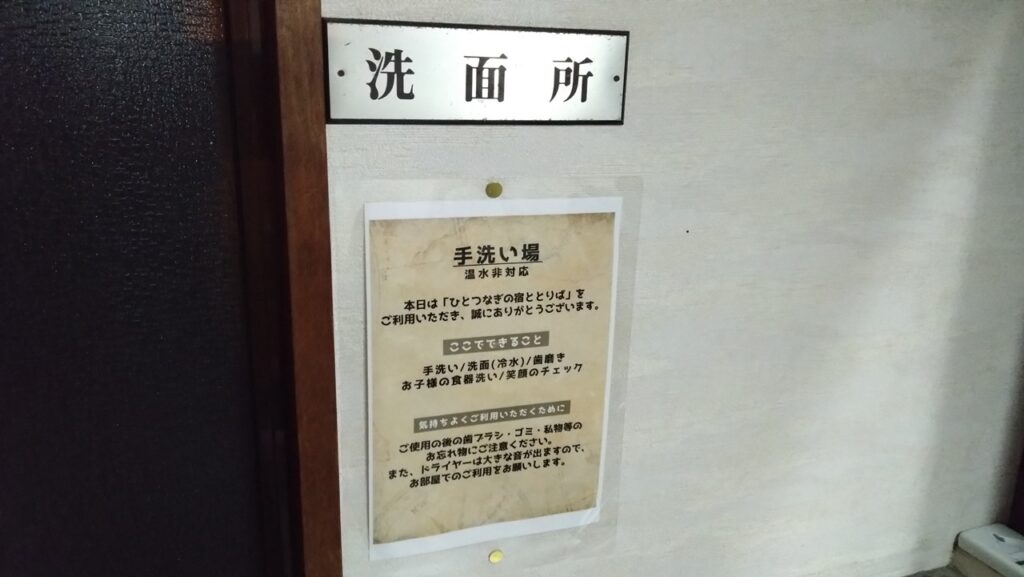 洗面所
手洗い場
温水非対応
本日は「ひとつなぎの宿ととりば」を
ご利用いただき、誠にありがとうございます。
ここでできること
手洗い/洗面(冷水)/歯磨き
お子様の食器洗い/笑顔のチェック
気持ちよくご利用いただくために
ご使用の後の歯ブラシ・ゴミ・私物等の
お忘れ物にご注意ください。
また、ドライヤーは大きな音が出ますので、
お部屋でのご利用をお願いします。